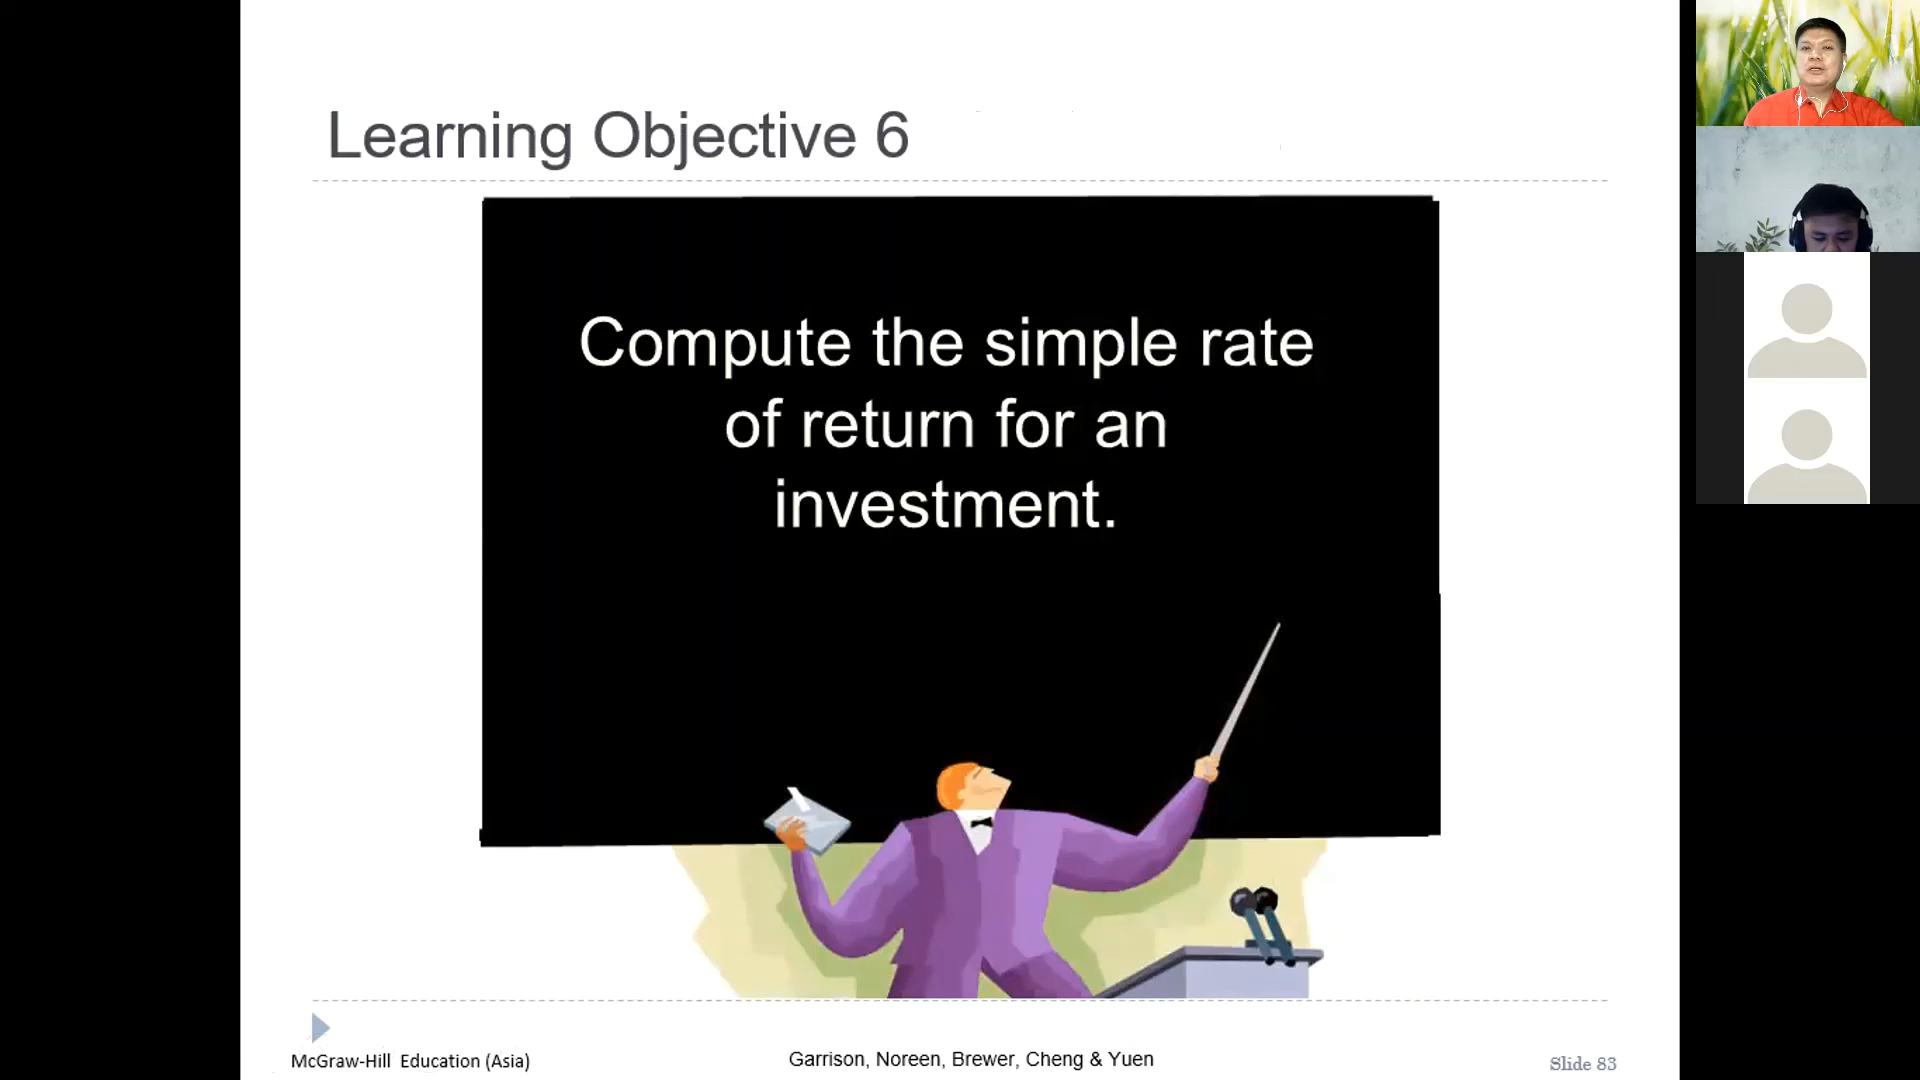 Learning Objective 6
Compute the simple rate
of return for an
investment.
McGraw-Hill Education (Asia)
Garrison, Noreen, Brewer, Cheng & Yuen
Slide 83